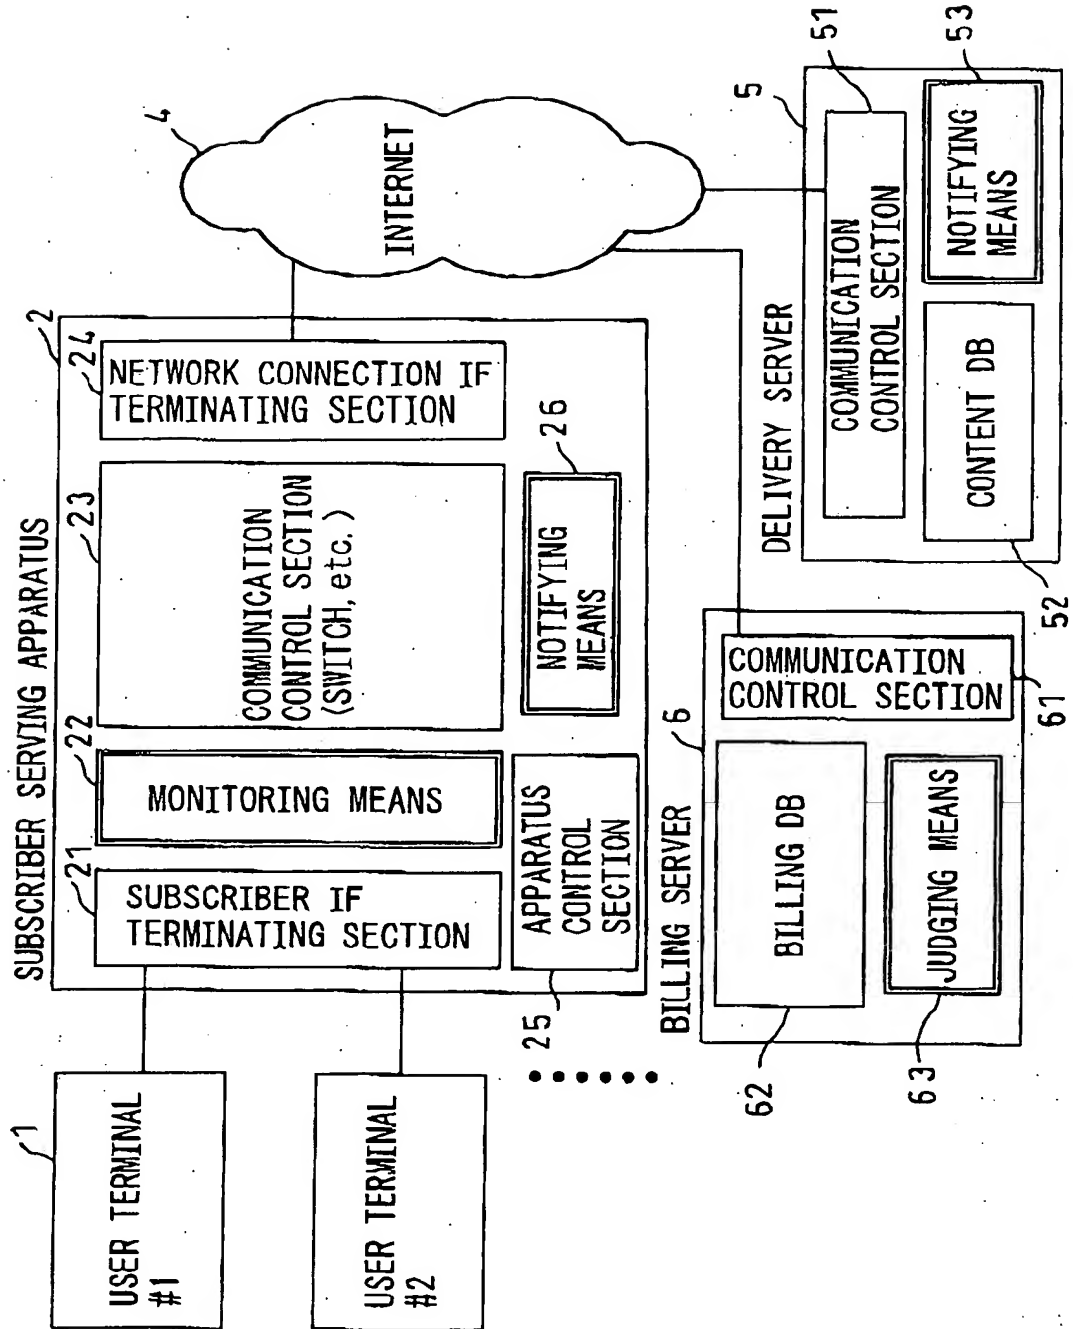 1
USER TERMINAL
#1
USER TERMINAL
#2
SUBSCRIBER SERVING APPARATUS
2
21
SUBSCRIBER IF
TERMINATING SECTION
22
MONITORING MEANS
23
COMMUNICATION
CONTROL SECTION
(SWITCH, etc.)
24
NETWORK CONNECTION IF
TERMINATING SECTION
25
APPARATUS
CONTROL
SECTION
26
NOTIFYING
MEANS
4
INTERNET
BILLING SERVER
6
62
BILLING DB
COMMUNICATION
CONTROL SECTION
61
63
JUDGING MEANS
DELIVERY SERVER
5
COMMUNICATION
CONTROL SECTION
51
CONTENT DB
52
NOTIFYING
MEANS
53